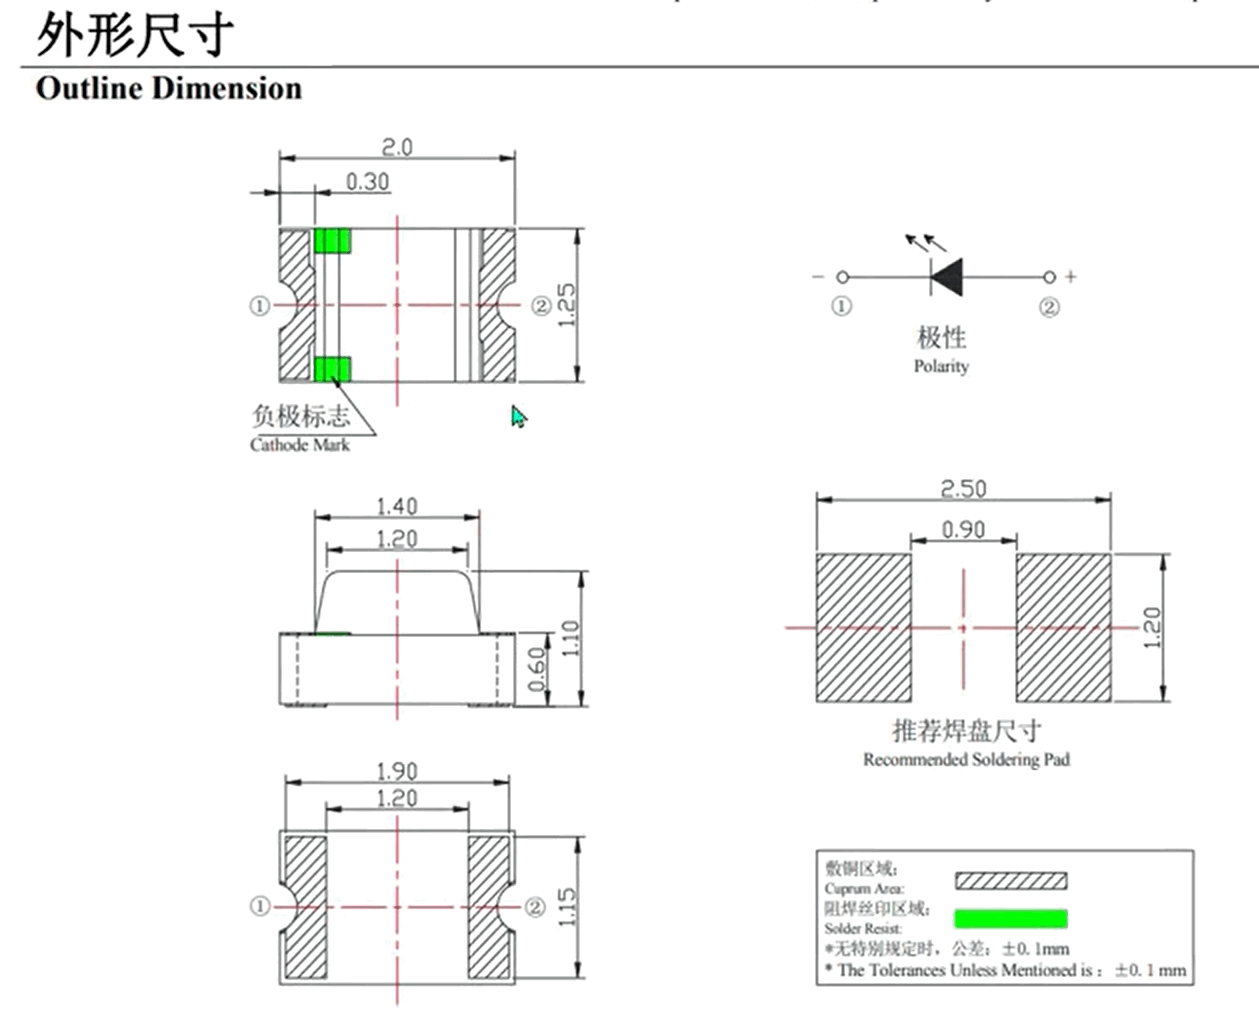 外形尺寸
Outline Dimension
2.0
0.30
①
②
1.25
负极标志
Cathode Mark
－
+
①
②
极性
Polarity
1.40
1.20
1.10
0.60
2.50
0.90
1.20
推荐焊盘尺寸
Recommended Soldering Pad
1.90
1.20
①
②
1.15
敷铜区域：
Cuprum Area:
阻焊丝印区域：
Solder Resist:
*无特别规定时，公差：±0.1mm
* The Tolerances Unless Mentioned is： ±0.1 mm